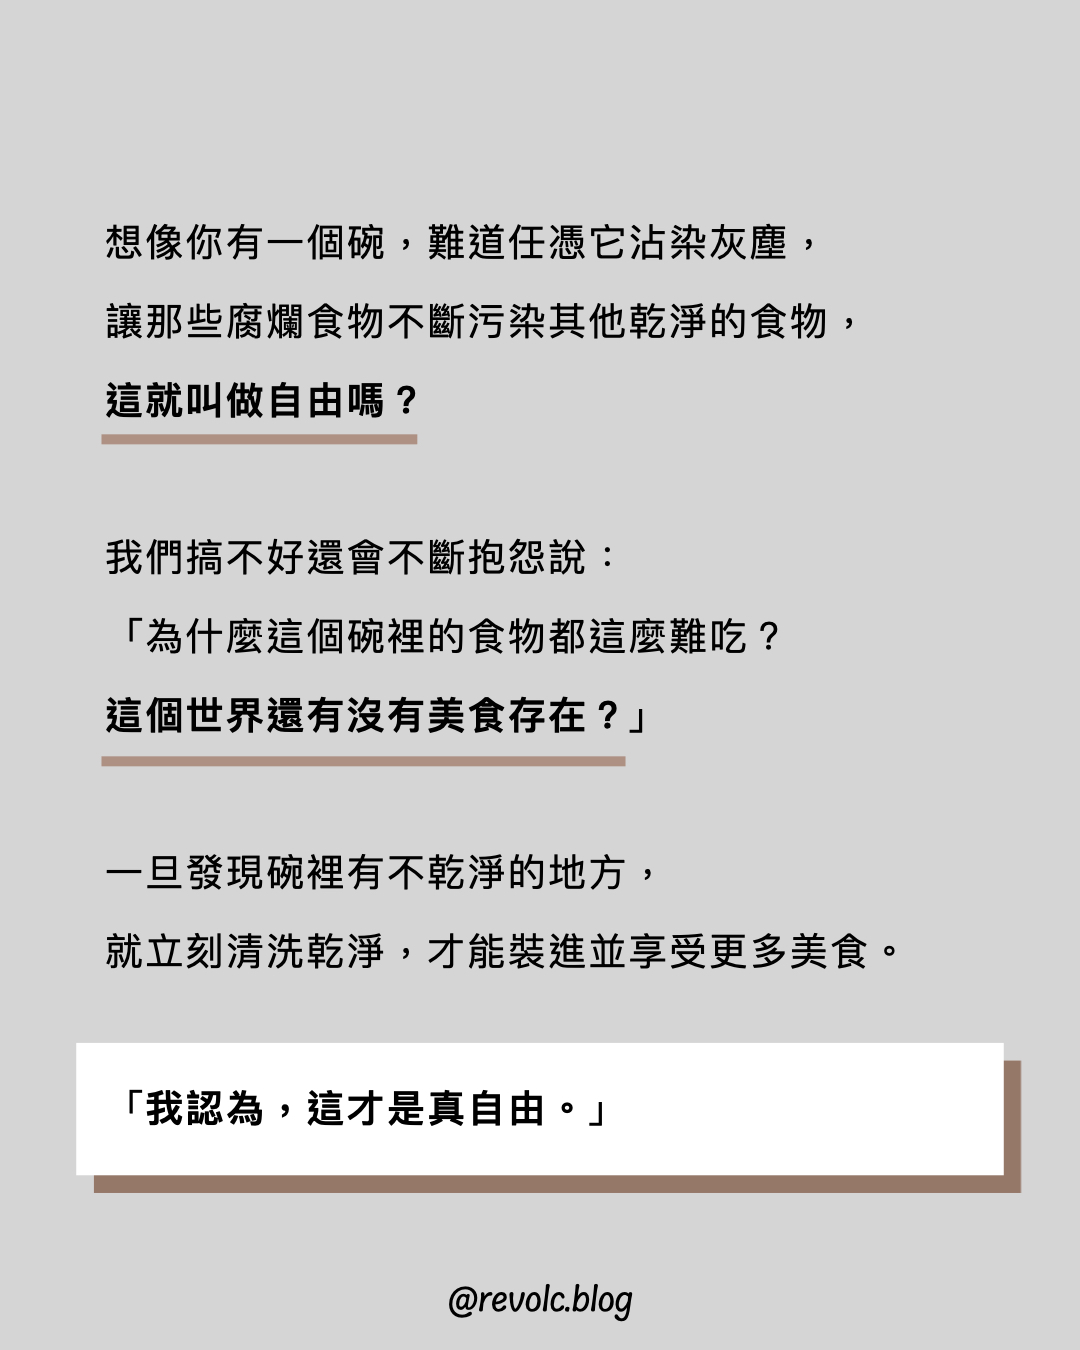 想像你有一個碗，難道任憑它沾染灰塵，
讓那些腐爛食物不斷污染其他乾淨的食物，
這就叫做自由嗎？
我們搞不好還會不斷抱怨說：
「為什麼這個碗裡的食物都這麼難吃？
這個世界還有沒有美食存在？」
一旦發現碗裡有不乾淨的地方，
就立刻清洗乾淨，才能裝進並享受更多美食。
「我認為，這才是真自由。」
@revolc.blog